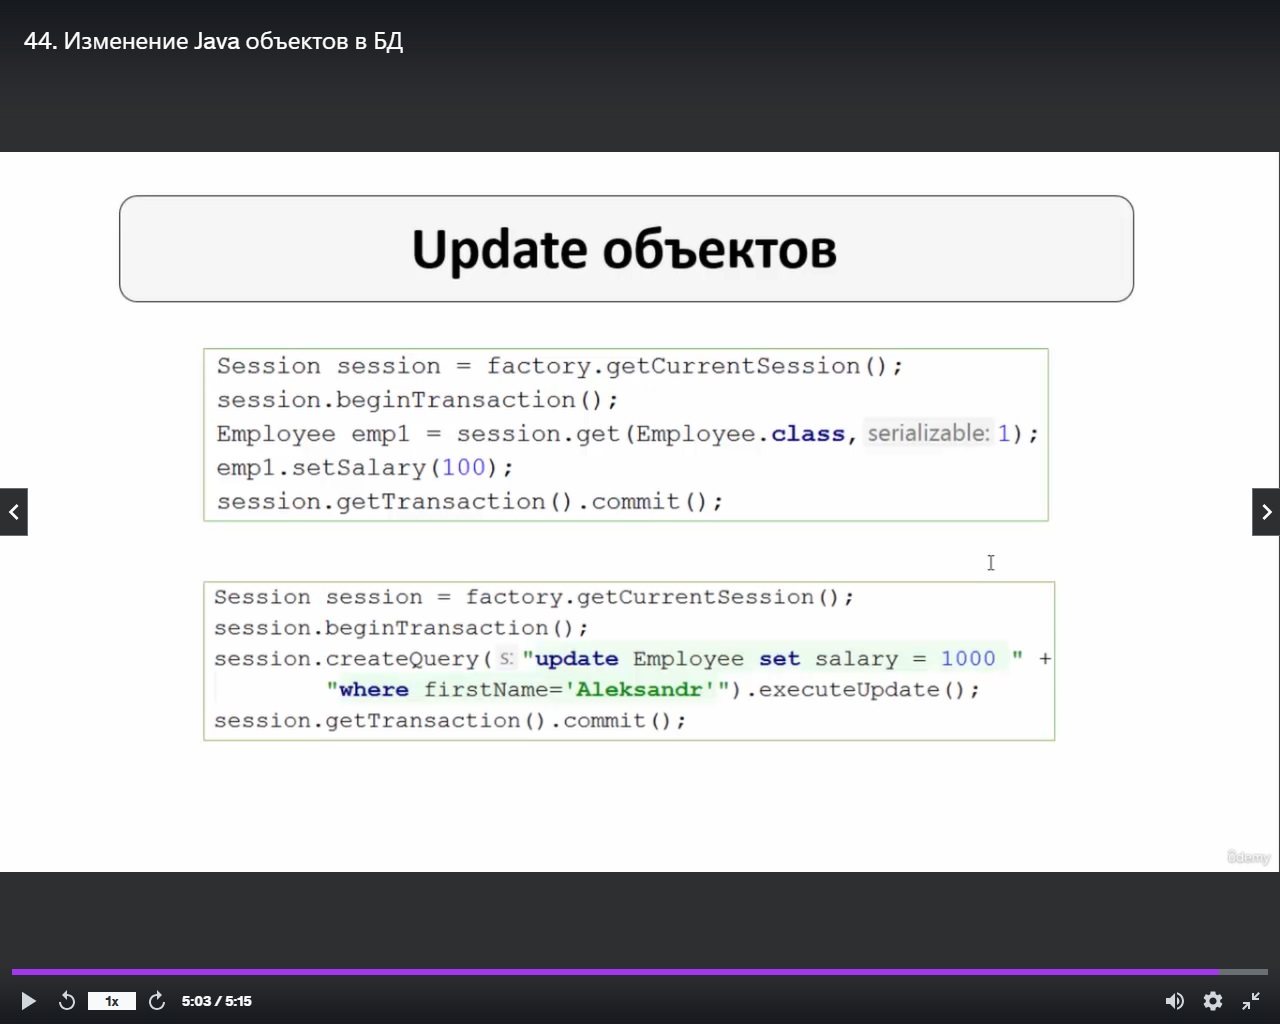 44. Изменение Java объектов в БД
Update объектов
Session session = factory.getCurrentSession();
session.beginTransaction();
Employee emp1 = session.get(Employee.class, serializable: 1);
emp1.setSalary(100);
session.getTransaction().commit();
Session session = factory.getCurrentSession();
session.beginTransaction();
session.createQuery( s: "update Employee set salary = 1000 " +
"where firstName='Aleksandr'").executeUpdate();
session.getTransaction().commit();
ûdemy
1x
5:03 / 5:15